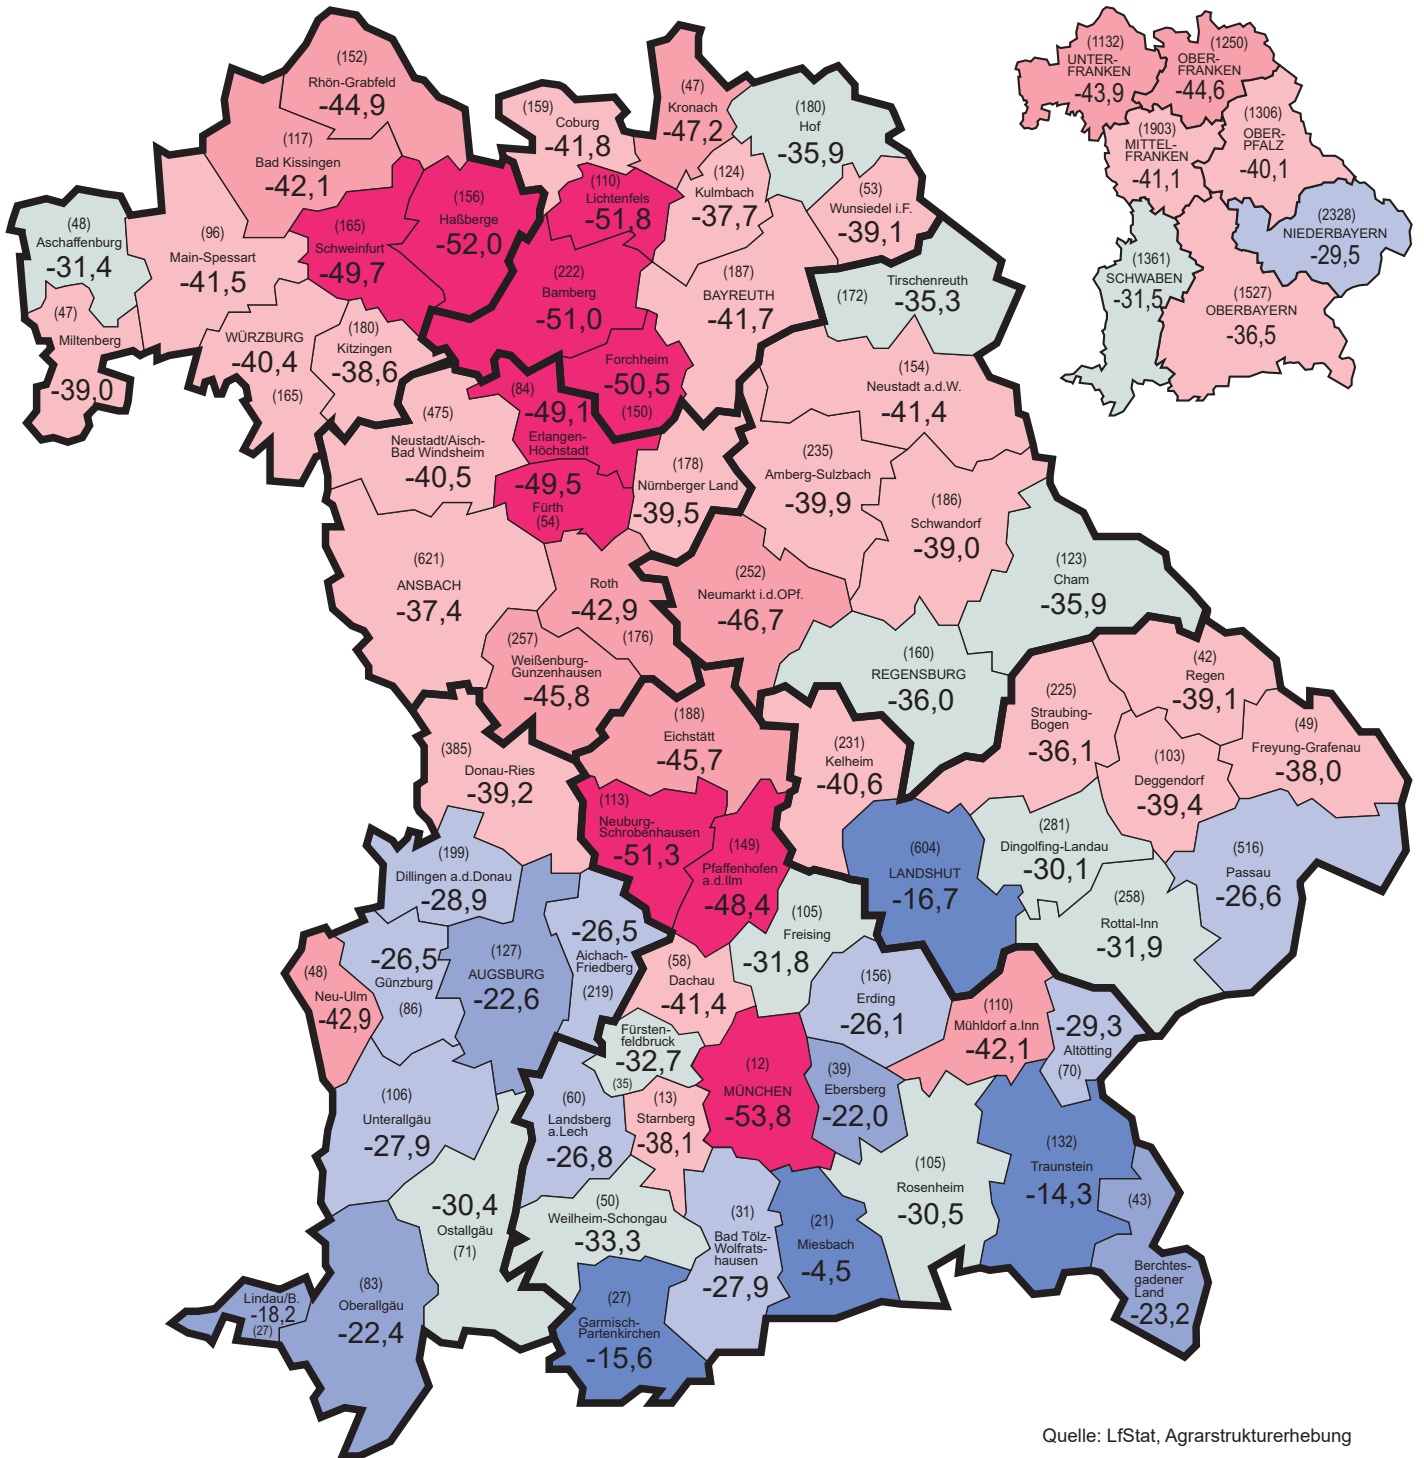 (152)
Rhön-Grabfeld
-44,9
(117)
Bad Kissingen
-42,1
(159)
Coburg
-41,8
(47)
Kronach
-47,2
(180)
Hof
-35,9
(110)
Lichtenfels
-51,8
(124)
Kulmbach
-37,7
(53)
Wunsiedel i.F.
-39,1
(48)
Aschaffenburg
-31,4
(96)
Main-Spessart
-41,5
(165)
Schweinfurt
-49,7
(156)
Haßberge
-52,0
(222)
Bamberg
-51,0
(187)
BAYREUTH
-41,7
(172)
Tirschenreuth
-35,3
(47)
Miltenberg
-39,0
WÜRZBURG
-40,4
(165)
(180)
Kitzingen
-38,6
Forchheim
-50,5
(150)
(84)
-49,1
Erlangen-
Höchstadt
(154)
Neustadt a.d.W.
-41,4
(475)
Neustadt/Aisch-
Bad Windsheim
-40,5
-49,5
Fürth
(54)
(178)
Nürnberger Land
-39,5
(235)
Amberg-Sulzbach
-39,9
(186)
Schwandorf
-39,0
(621)
ANSBACH
-37,4
Roth
-42,9
(176)
(252)
Neumarkt i.d.OPf.
-46,7
(123)
Cham
-35,9
(257)
Weißenburg-
Gunzenhausen
-45,8
(160)
REGENSBURG
-36,0
(42)
Regen
-39,1
(225)
Straubing-
Bogen
-36,1
(188)
Eichstätt
-45,7
(231)
Kelheim
-40,6
(103)
Deggendorf
-39,4
(49)
Freyung-Grafenau
-38,0
(385)
Donau-Ries
-39,2
(113)
Neuburg-
Schrobenhausen
-51,3
(149)
Pfaffenhofen
a.d.Ilm
-48,4
(604)
LANDSHUT
-16,7
(281)
Dingolfing-Landau
-30,1
(516)
Passau
-26,6
(199)
Dillingen a.d.Donau
-28,9
(258)
Rottal-Inn
-31,9
(105)
Freising
-31,8
-26,5
Aichach-
Friedberg
(219)
(127)
AUGSBURG
-22,6
-26,5
Günzburg
(86)
(48)
Neu-Ulm
-42,9
(58)
Dachau
-41,4
(156)
Erding
-26,1
(110)
Mühldorf a.Inn
-42,1
-29,3
Altötting
(70)
Fürsten-
feldbruck
-32,7
(35)
(12)
MÜNCHEN
-53,8
(39)
Ebersberg
-22,0
(106)
Unterallgäu
-27,9
(60)
Landsberg
a.Lech
-26,8
(13)
Starnberg
-38,1
(132)
Traunstein
-14,3
(105)
Rosenheim
-30,5
(43)
Berchtes-
gadener
Land
-23,2
-30,4
Ostallgäu
(71)
(50)
Weilheim-Schongau
-33,3
(31)
Bad Tölz-
Wolfrats-
hausen
-27,9
(21)
Miesbach
-4,5
(83)
Oberallgäu
-22,4
Lindau/B.
-18,2
(27)
(27)
Garmisch-
Partenkirchen
-15,6
(1132)
UNTER-
FRANKEN
-43,9
(1250)
OBER-
FRANKEN
-44,6
(1903)
MITTEL-
FRANKEN
-41,1
(1306)
OBER-
PFALZ
-40,1
(2328)
NIEDERBAYERN
-29,5
(1361)
SCHWABEN
-31,5
(1527)
OBERBAYERN
-36,5
Quelle: LfStat, Agrarstrukturerhebung